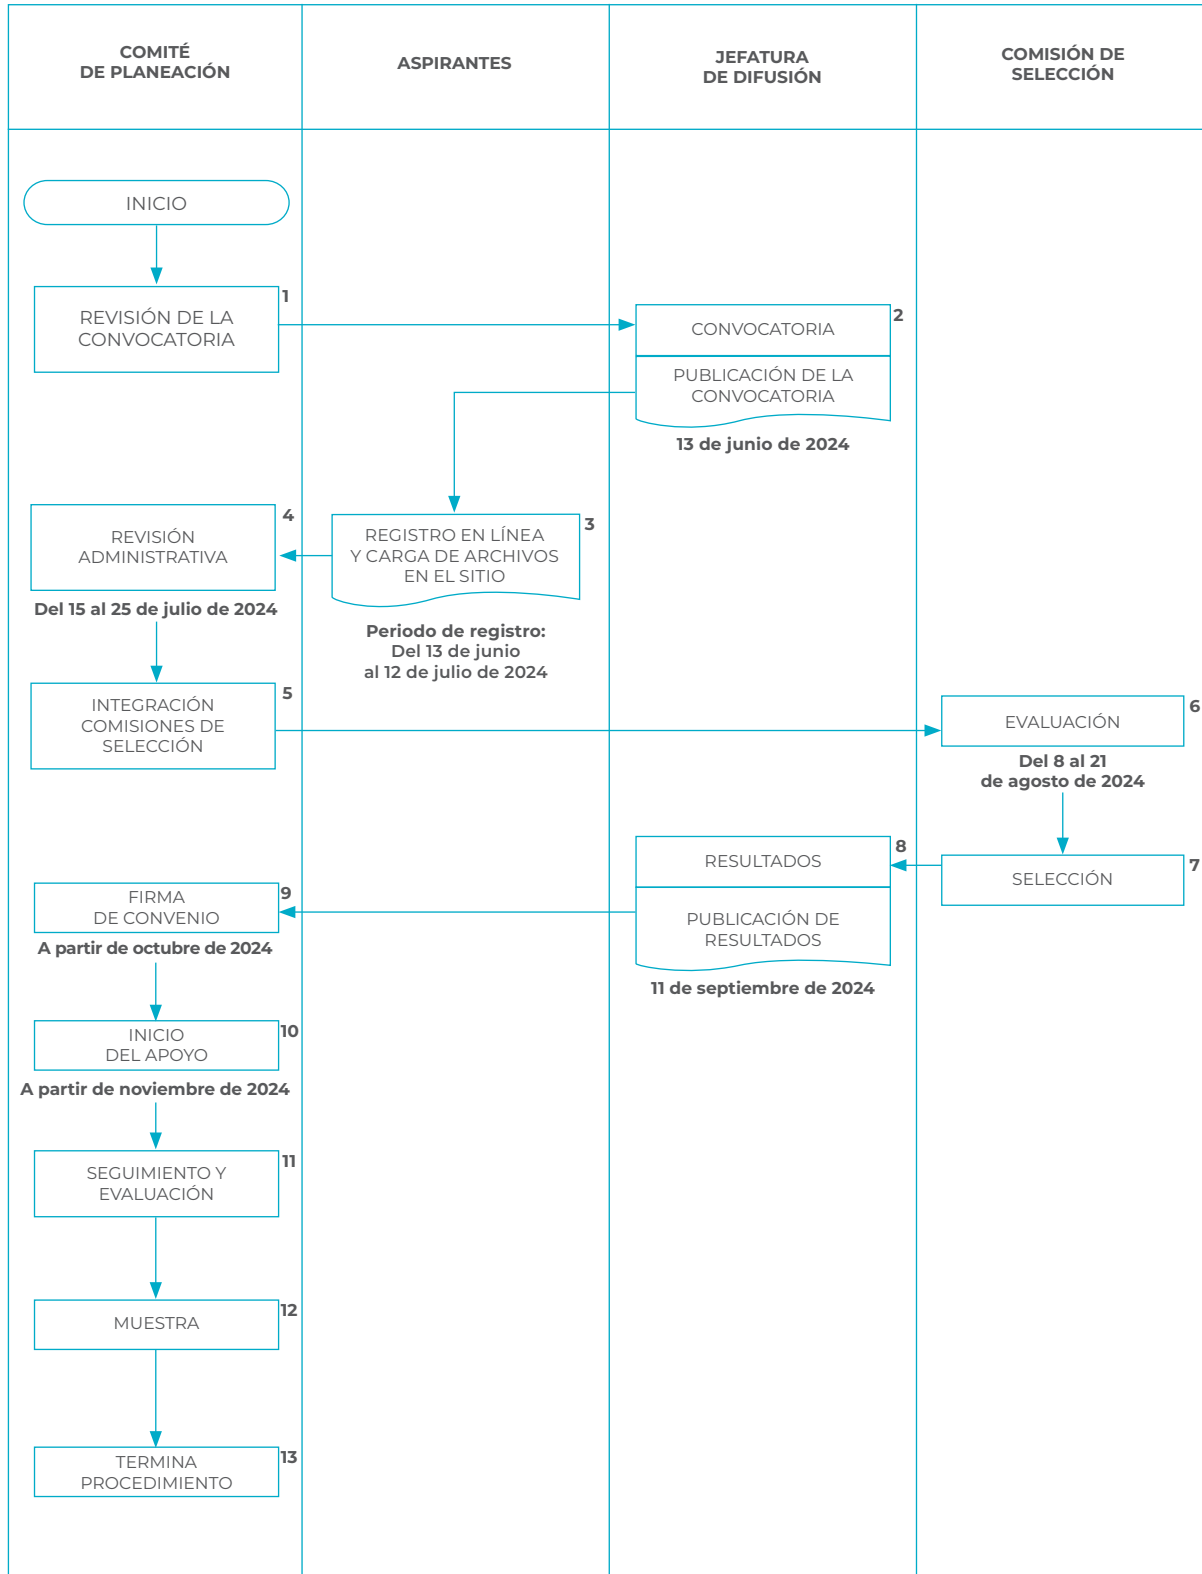 COMITÉ
DE PLANEACIÓN
ASPIRANTES
JEFATURA
DE DIFUSIÓN
COMISIÓN DE
SELECCIÓN
INICIO
1
REVISIÓN DE LA
CONVOCATORIA
2
CONVOCATORIA
PUBLICACIÓN DE LA
CONVOCATORIA
13 de junio de 2024
3
REGISTRO EN LÍNEA
Y CARGA DE ARCHIVOS
EN EL SITIO
Periodo de registro:
Del 13 de junio
al 12 de julio de 2024
4
REVISIÓN
ADMINISTRATIVA
Del 15 al 25 de julio de 2024
5
INTEGRACIÓN
COMISIONES DE
SELECCIÓN
6
EVALUACIÓN
Del 8 al 21
de agosto de 2024
7
SELECCIÓN
8
RESULTADOS
PUBLICACIÓN DE
RESULTADOS
11 de septiembre de 2024
9
FIRMA
DE CONVENIO
A partir de octubre de 2024
10
INICIO
DEL APOYO
A partir de noviembre de 2024
11
SEGUIMIENTO Y
EVALUACIÓN
12
MUESTRA
13
TERMINA
PROCEDIMIENTO